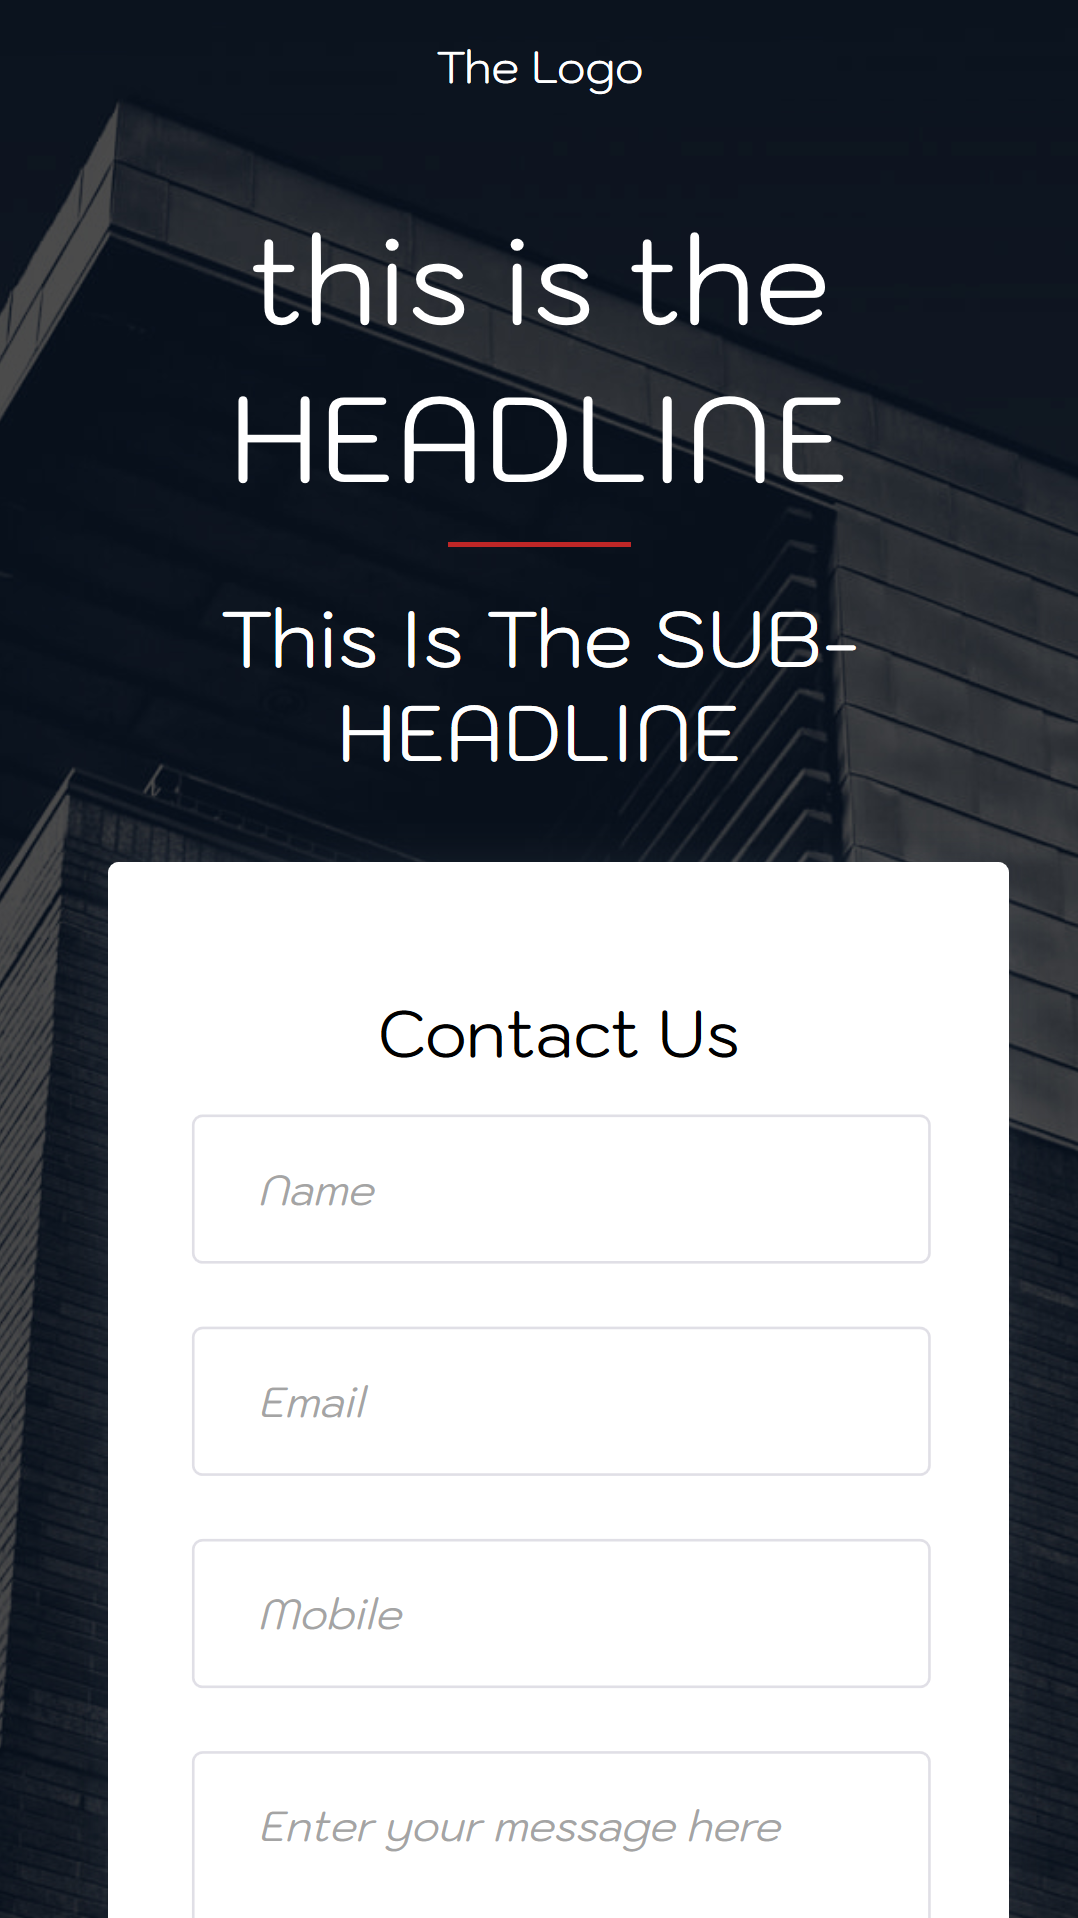 The Logo
this is the
HEADLINE
This Is The SUB-
HEADLINE
Contact Us
Name
Email
Mobile
Enter your message here